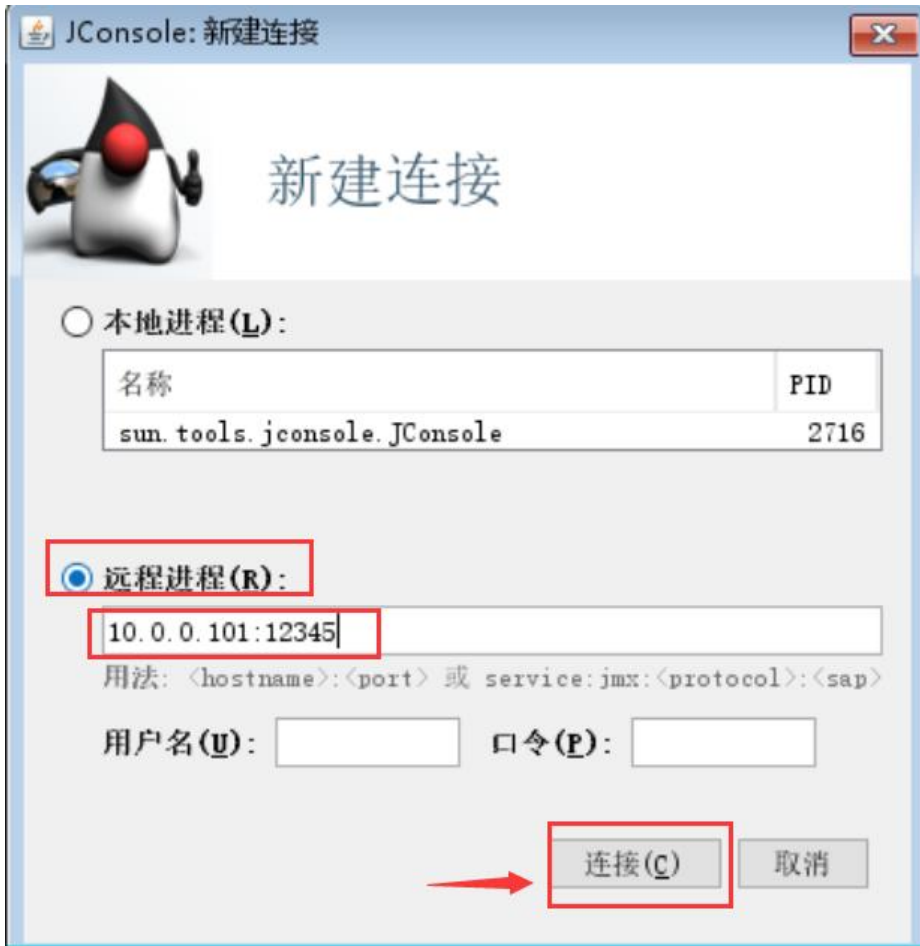 JConsole: 新建连接
新建连接
本地进程(L):
名称 PID
sun.tools.jconsole.JConsole 2716
远程进程(R):
10.0.0.101:12345
用法: <hostname>:<port> 或 service:jmx:<protocol>:<sap>
用户名(U): 口令(P):
连接(C) 取消